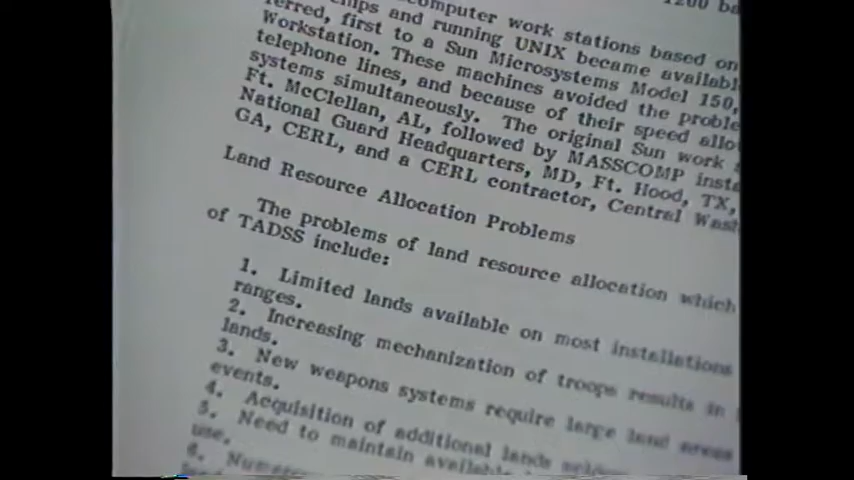 1200 ba
chips and running UNIX became availabl
computer work stations based on
erred, first to a Sun Microsystems Model 150,
Workstation. These machines avoided the proble
telephone lines, and because of their speed allo
systems simultaneously. The original Sun work s
Ft. McClellan, AL, followed by MASSCOMP insta
National Guard Headquarters, MD, Ft. Hood, TX,
GA, CERL, and a CERL contractor, Central Wash
Land Resource Allocation Problems
The problems of land resource allocation which
of TADSS include:
1. Limited lands available on most installations
ranges.
2. Increasing mechanization of troops results in
lands.
3. New weapons systems require large land areas
events.
4. Acquisition of additional lands
5. Need to maintain available
use.
6.